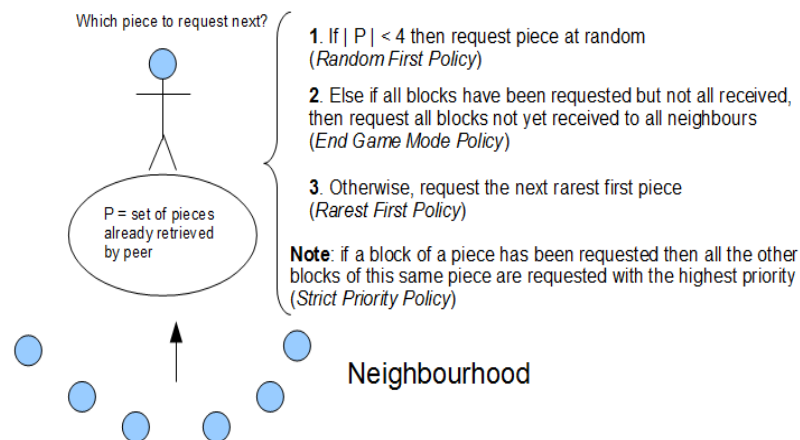 Which piece to request next?
1. If | P | < 4 then request piece at random
(Random First Policy)
2. Else if all blocks have been requested but not all received,
then request all blocks not yet received to all neighbours
(End Game Mode Policy)
3. Otherwise, request the next rarest first piece
(Rarest First Policy)
P = set of pieces
already retrieved
by peer
Note: if a block of a piece has been requested then all the other
blocks of this same piece are requested with the highest priority
(Strict Priority Policy)
Neighbourhood